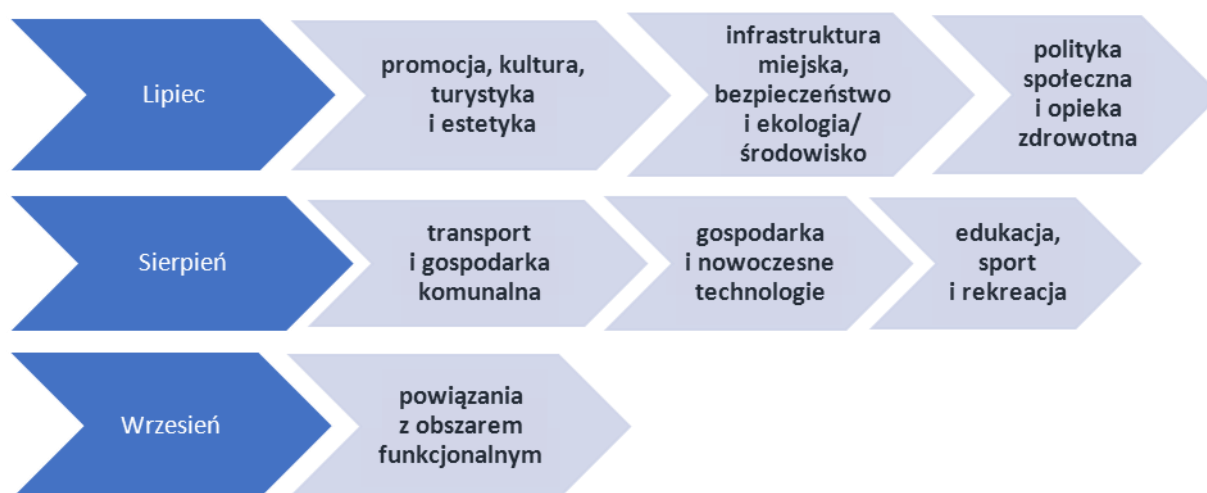 Lipiec
promocja, kultura,
turystyka
i estetyka
infrastruktura
miejska,
bezpieczeństwo
i ekologia/
środowisko
polityka
społeczna
i opieka
zdrowotna
Sierpień
transport
i gospodarka
komunalna
gospodarka
i nowoczesne
technologie
edukacja,
sport
i rekreacja
Wrzesień
powiązania
z obszarem
funkcjonalnym